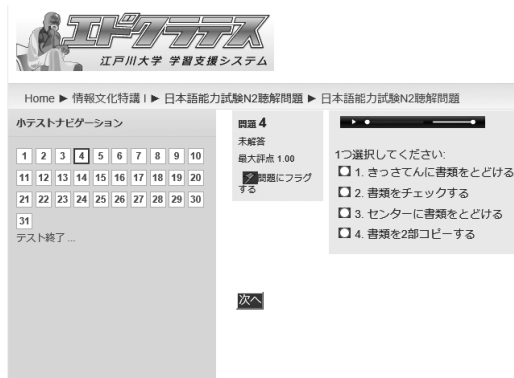 エドクラテス
江戸川大学 学習支援システム
Home ► 情報文化特講 I ► 日本語能力試験N2聴解問題 ► 日本語能力試験N2聴解問題
小テストナビゲーション
1 2 3 4 5 6 7 8 9 10
11 12 13 14 15 16 17 18 19 20
21 22 23 24 25 26 27 28 29 30
31
テスト終了 ...
問題 4
未解答
最大評点 1.00
問題にフラグ
する
1つ選択してください:
1. きっさてんに書類をとどける
2. 書類をチェックする
3. センターに書類をとどける
4. 書類を2部コピーする
次へ